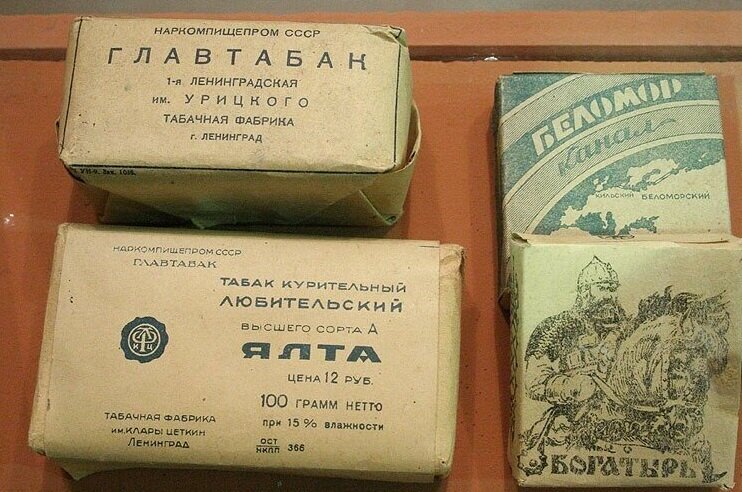 НАРКОМПИЩЕПРОМ СССР
ГЛАВТАБАК
1-я ЛЕНИНГРАДСКАЯ
им. УРИЦКОГО
ТАБАЧНАЯ ФАБРИКА
г. ЛЕНИНГРАД
НАРКОМПИЩЕПРОМ СССР
ГЛАВТАБАК
ТАБАК КУРИТЕЛЬНЫЙ
ЛЮБИТЕЛЬСКИЙ
ВЫСШЕГО СОРТА А
ЯЛТА
ЦЕНА 12 РУБ.
100 ГРАММ НЕТТО
при 15% влажности
ОСТ
НКПП 366
ТАБАЧНАЯ ФАБРИКА
им. КЛАРЫ ЦЕТКИН
ЛЕНИНГРАД
БЕЛОМОР
канал
БЕЛОМОРСКИЙ
БОГАТЫРЬ